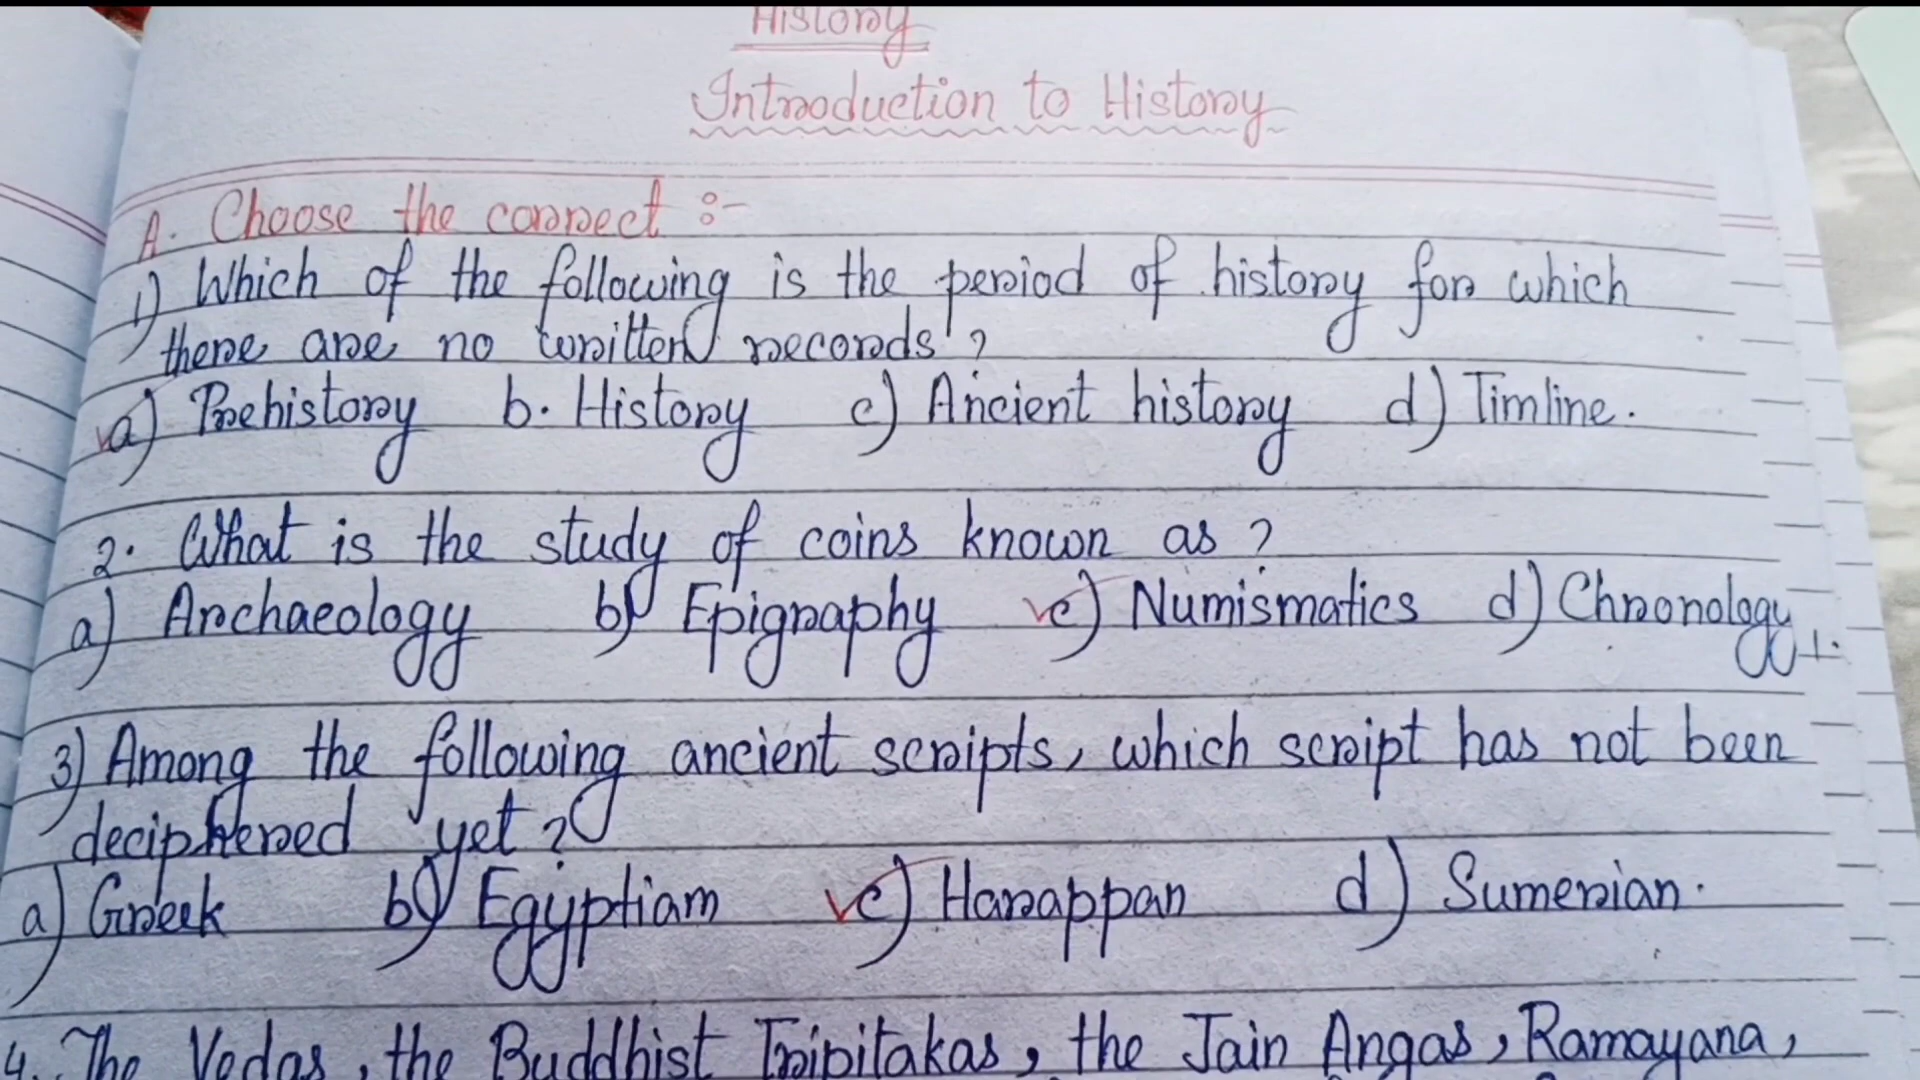 History
Introduction to History
A. Choose the correct :-
1) Which of the following is the period of history for which
there are no written records ?
a) Prehistory b. History c) Ancient history d) Timline.
2. What is the study of coins known as ?
a) Archaeology b) Epigraphy c) Numismatics d) Chronology.
3) Among the following ancient scripts, which script has not been
deciphered yet ?
a) Greek b) Egyptiam c) Harappan d) Sumerian.
4. The Vedas, the Buddhist Tripitakas, the Jain Angas, Ramayana,